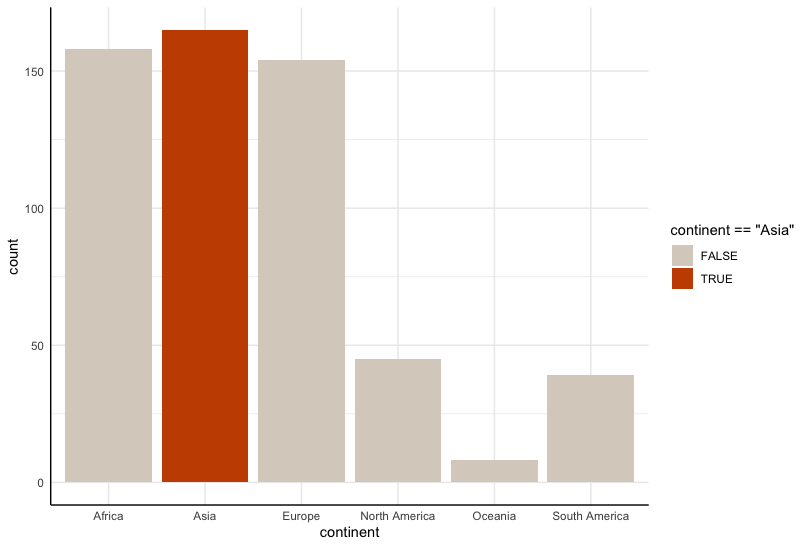 count
150
100
50
0
Africa
Asia
Europe
North America
Oceania
South America
continent
continent == "Asia"
FALSE
TRUE